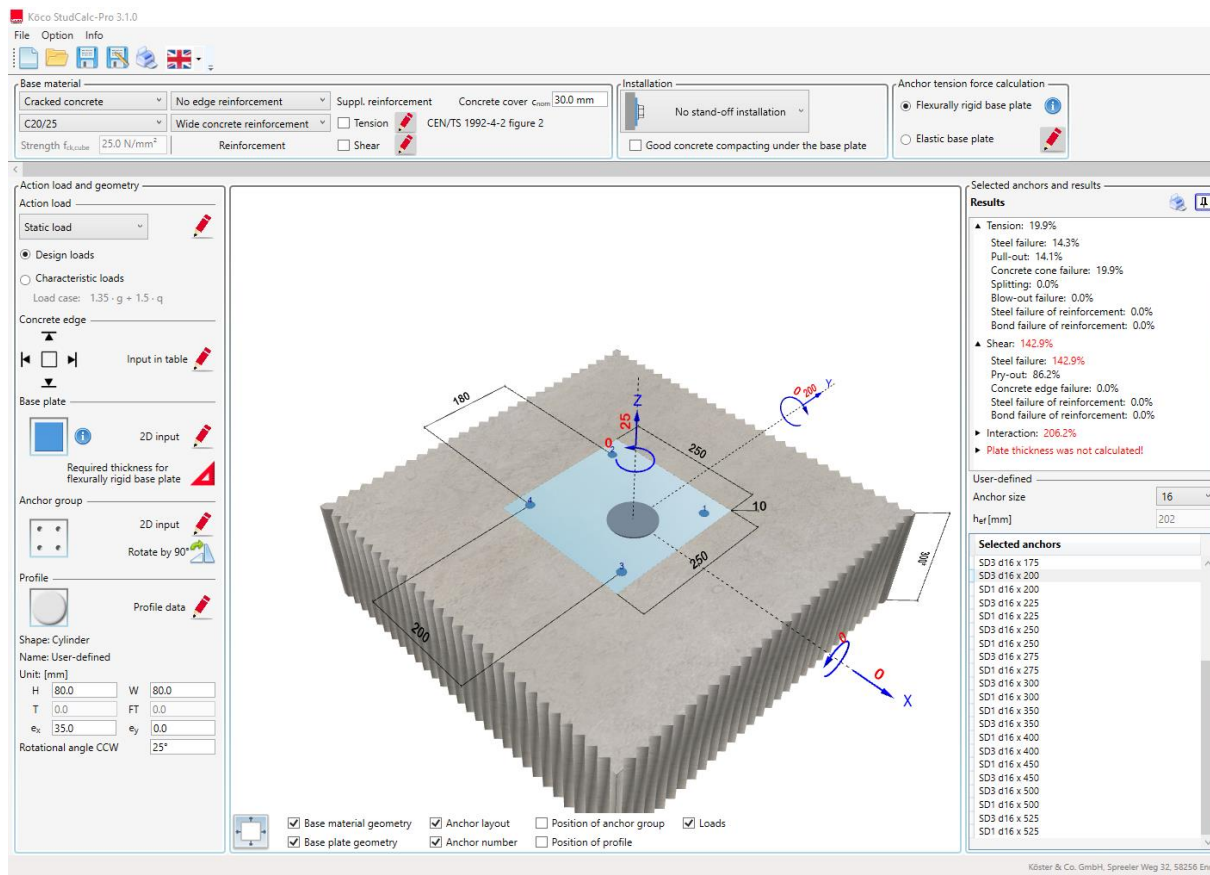 Köco StudCalc-Pro 3.1.0
File Option Info
Base material
Cracked concrete
No edge reinforcement
Suppl. reinforcement
Concrete cover cnom 30.0 mm
C20/25
Wide concrete reinforcement
Tension
CEN/TS 1992-4-2 figure 2
Strength fck,cube 25.0 N/mm²
Reinforcement
Shear
Installation
No stand-off installation
Good concrete compacting under the base plate
Anchor tension force calculation
Flexurally rigid base plate
Elastic base plate
Action load and geometry
Action load
Static load
Design loads
Characteristic loads
Load case: 1.35 · g + 1.5 · q
Concrete edge
Input in table
Base plate
2D input
Required thickness for
flexurally rigid base plate
Anchor group
2D input
Rotate by 90°
Profile
Profile data
Shape: Cylinder
Name: User-defined
Unit: [mm]
H 80.0 W 80.0
T 0.0 FT 0.0
ex 35.0 ey 0.0
Rotational angle CCW 25°
180
0 200 Y
Z
25
0
2
250
4
1
10
3
250
300
200
0
0
X
Base material geometry
Anchor layout
Position of anchor group
Loads
Base plate geometry
Anchor number
Position of profile
Selected anchors and results
Results
Tension: 19.9%
Steel failure: 14.3%
Pull-out: 14.1%
Concrete cone failure: 19.9%
Splitting: 0.0%
Blow-out failure: 0.0%
Steel failure of reinforcement: 0.0%
Bond failure of reinforcement: 0.0%
Shear: 142.9%
Steel failure: 142.9%
Pry-out: 86.2%
Concrete edge failure: 0.0%
Steel failure of reinforcement: 0.0%
Bond failure of reinforcement: 0.0%
Interaction: 206.2%
Plate thickness was not calculated!
User-defined
Anchor size 16
hef [mm] 202
Selected anchors
SD3 d16 x 175
SD3 d16 x 200
SD1 d16 x 200
SD3 d16 x 225
SD1 d16 x 225
SD3 d16 x 250
SD1 d16 x 250
SD3 d16 x 275
SD1 d16 x 275
SD3 d16 x 300
SD1 d16 x 300
SD1 d16 x 350
SD3 d16 x 350
SD1 d16 x 400
SD3 d16 x 400
SD1 d16 x 450
SD3 d16 x 450
SD3 d16 x 500
SD1 d16 x 500
SD3 d16 x 525
SD1 d16 x 525
Köster & Co. GmbH, Spreeler Weg 32, 58256